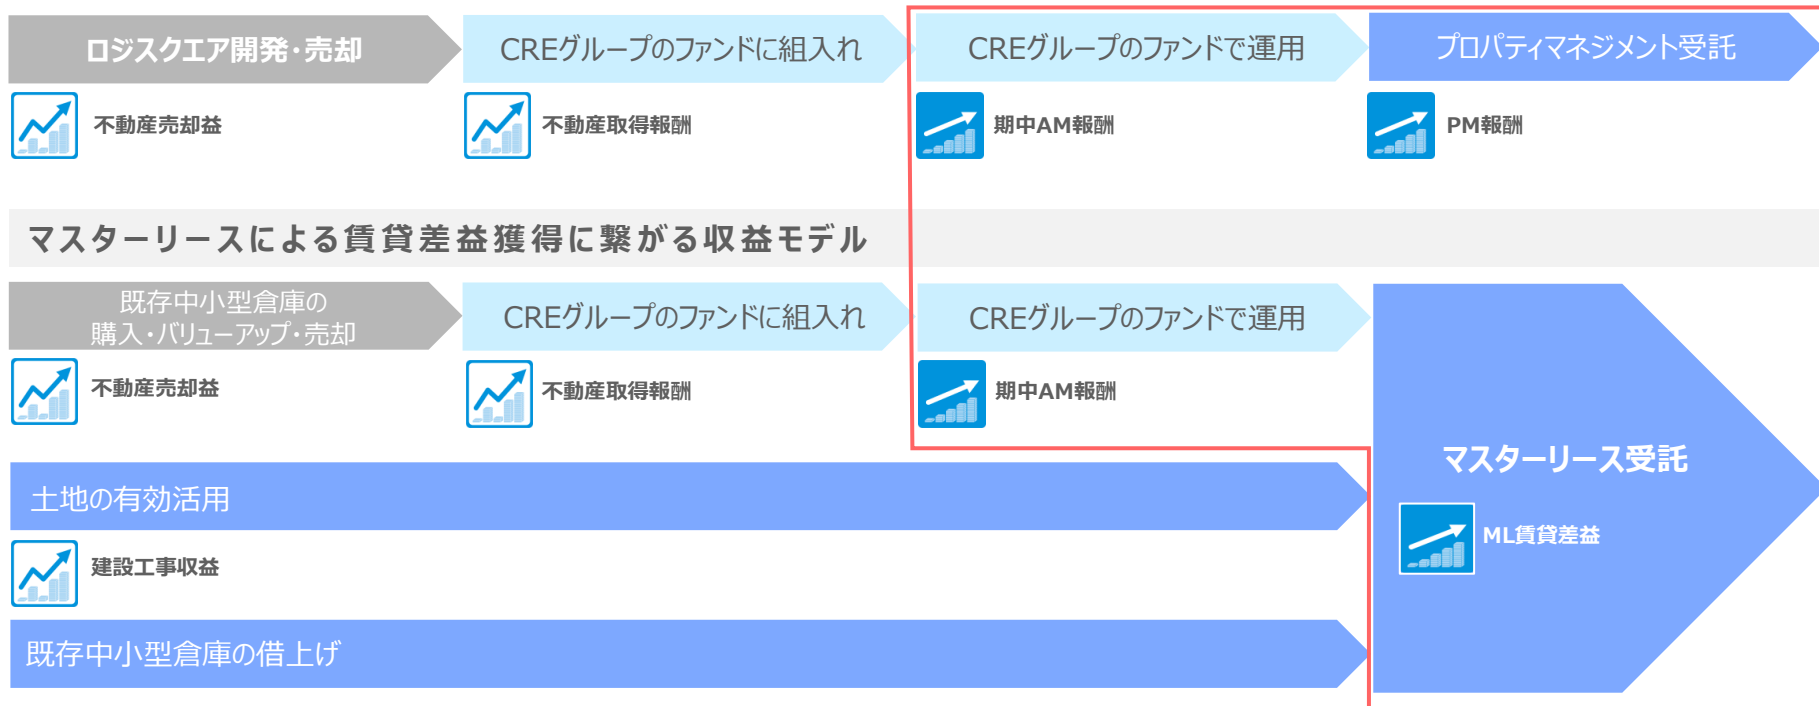 ロジスクエア開発・売却
CREグループのファンドに組入れ
CREグループのファンドで運用
プロパティマネジメント受託
不動産売却益
不動産取得報酬
期中AM報酬
PM報酬
マスターリースによる賃貸差益獲得に繋がる収益モデル
既存中小型倉庫の
購入・バリューアップ・売却
CREグループのファンドに組入れ
CREグループのファンドで運用
不動産売却益
不動産取得報酬
期中AM報酬
マスターリース受託
ML賃貸差益
土地の有効活用
建設工事収益
既存中小型倉庫の借上げ